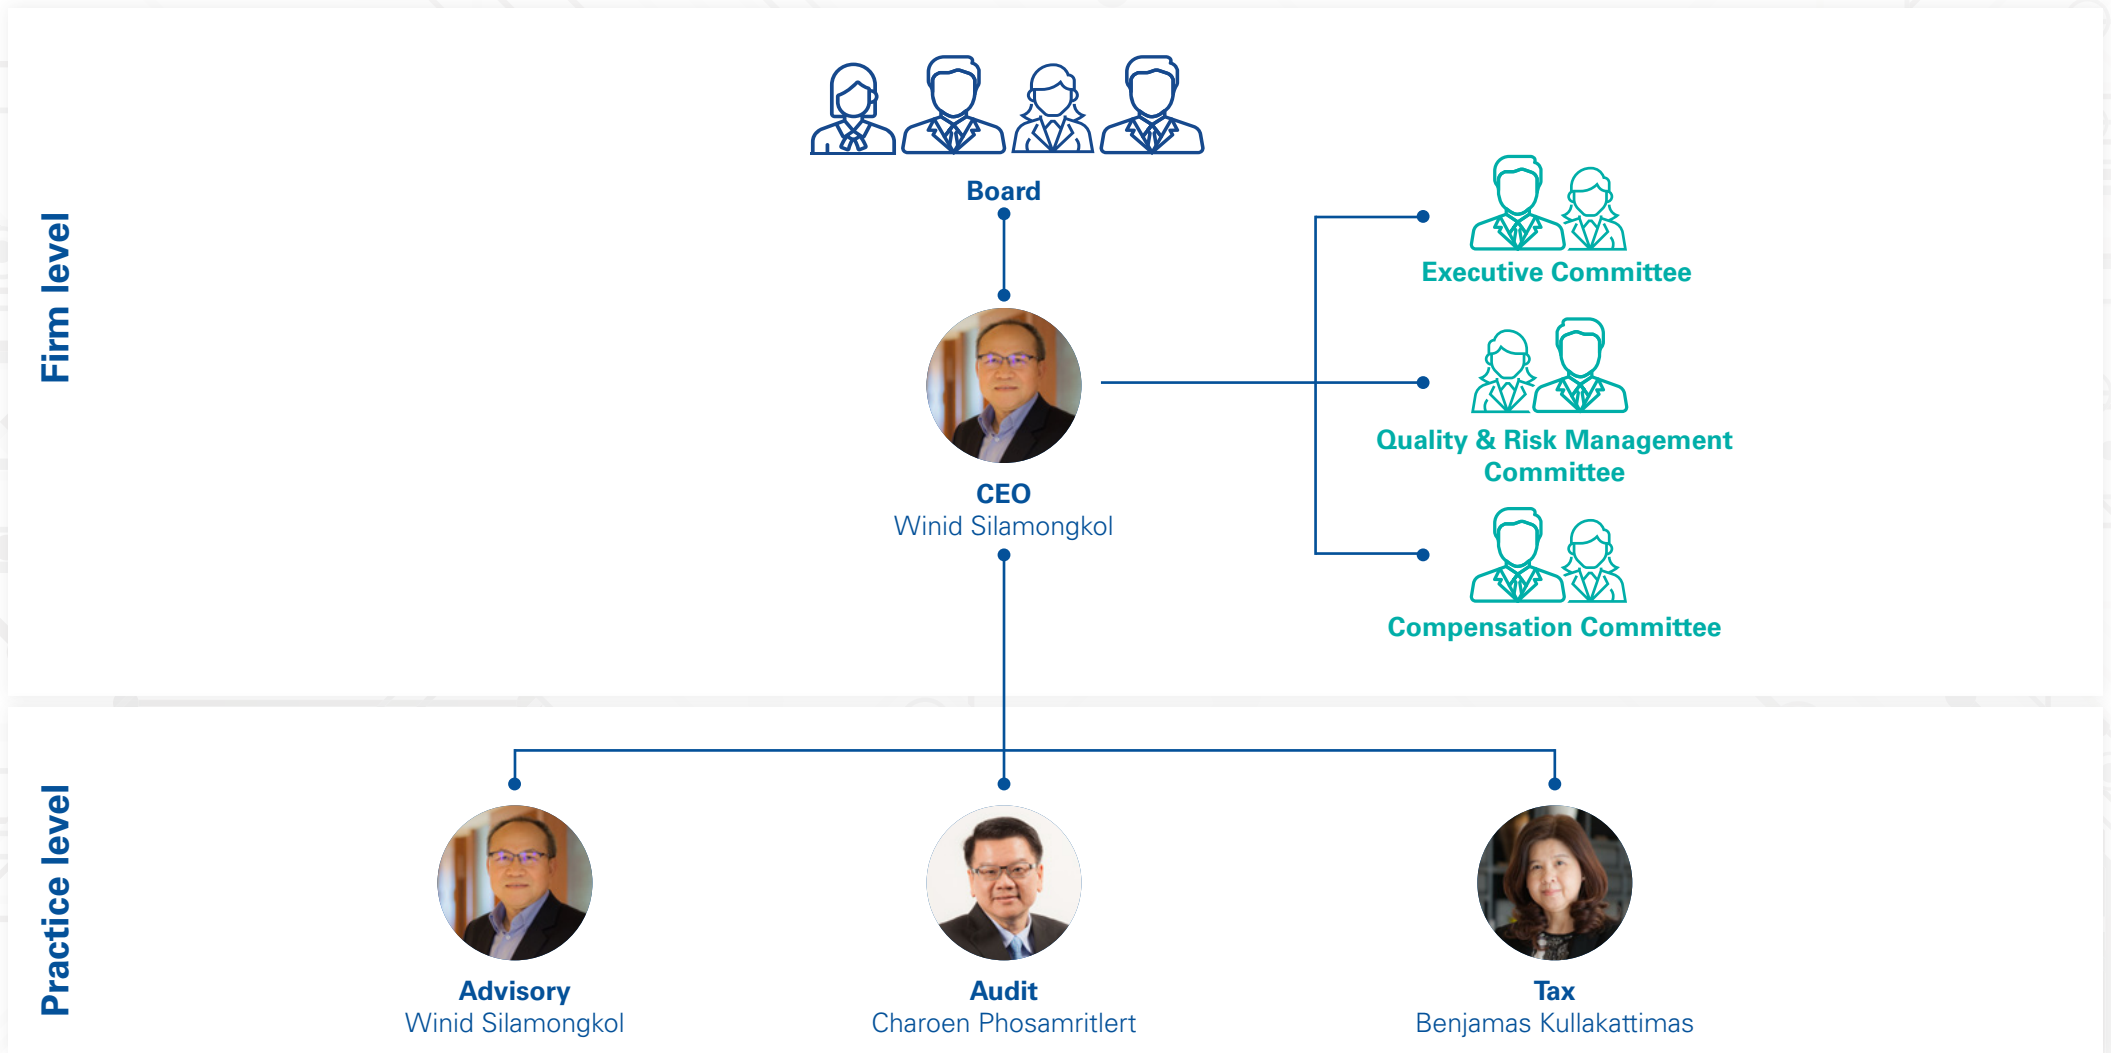 Firm level
Board
Executive Committee
Quality & Risk Management
Committee
CEO
Winid Silamongkol
Compensation Committee
Practice level
Advisory
Winid Silamongkol
Audit
Charoen Phosamritlert
Tax
Benjamas Kullakattimas